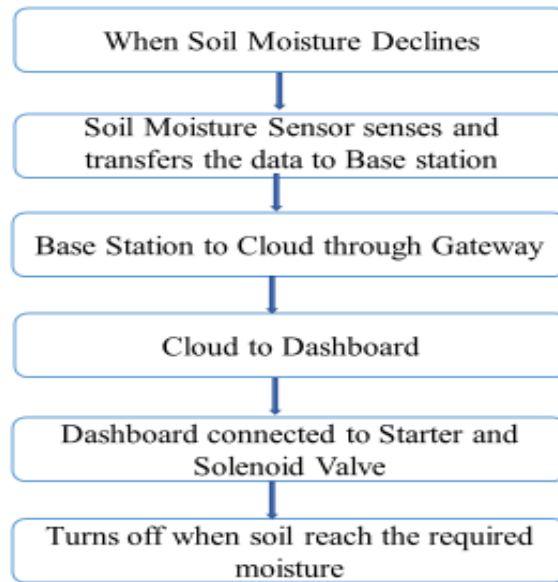 When Soil Moisture Declines
Soil Moisture Sensor senses and
transfers the data to Base station
Base Station to Cloud through Gateway
Cloud to Dashboard
Dashboard connected to Starter and
Solenoid Valve
Turns off when soil reach the required
moisture